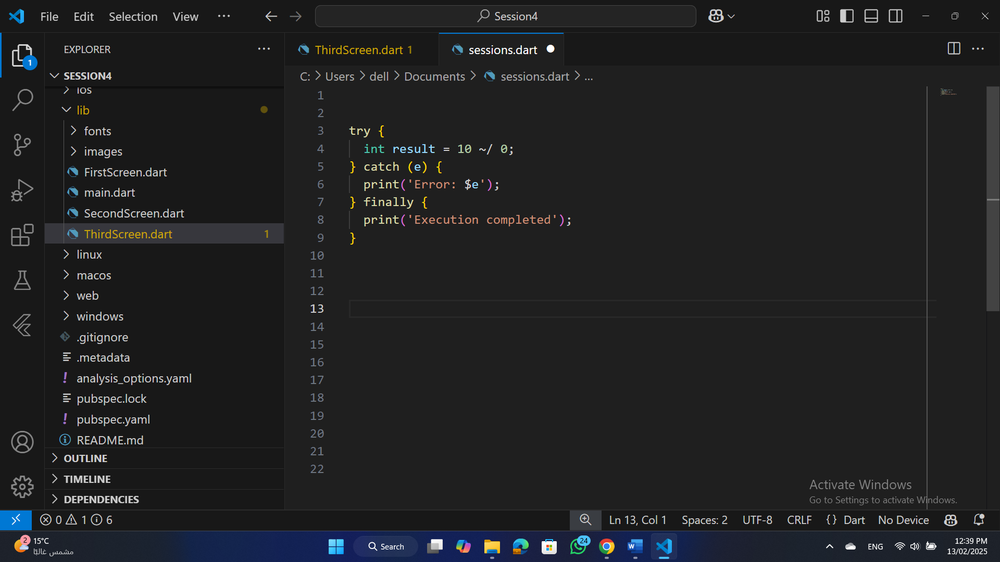 File Edit Selection View ··· Session4
1
EXPLORER ···
SESSION4
ios
lib
fonts
images
FirstScreen.dart
main.dart
SecondScreen.dart
ThirdScreen.dart 1
linux
macos
web
windows
.gitignore
.metadata
! analysis_options.yaml
pubspec.lock
! pubspec.yaml
README.md
OUTLINE
TIMELINE
DEPENDENCIES
ThirdScreen.dart 1 sessions.dart
C: > Users > dell > Documents > sessions.dart > ...
1
2
3 try {
4 int result = 10 ~/ 0;
5 } catch (e) {
6 print('Error: $e');
7 } finally {
8 print('Execution completed');
9 }
10
11
12
13
14
15
16
17
18
19
20
21
22
Activate Windows
Go to Settings to activate Windows.
0 1 6 Ln 13, Col 1 Spaces: 2 UTF-8 CRLF {} Dart No Device
2 15°C
مشمس غالبًا
Search
24
W
ENG
12:39 PM
13/02/2025